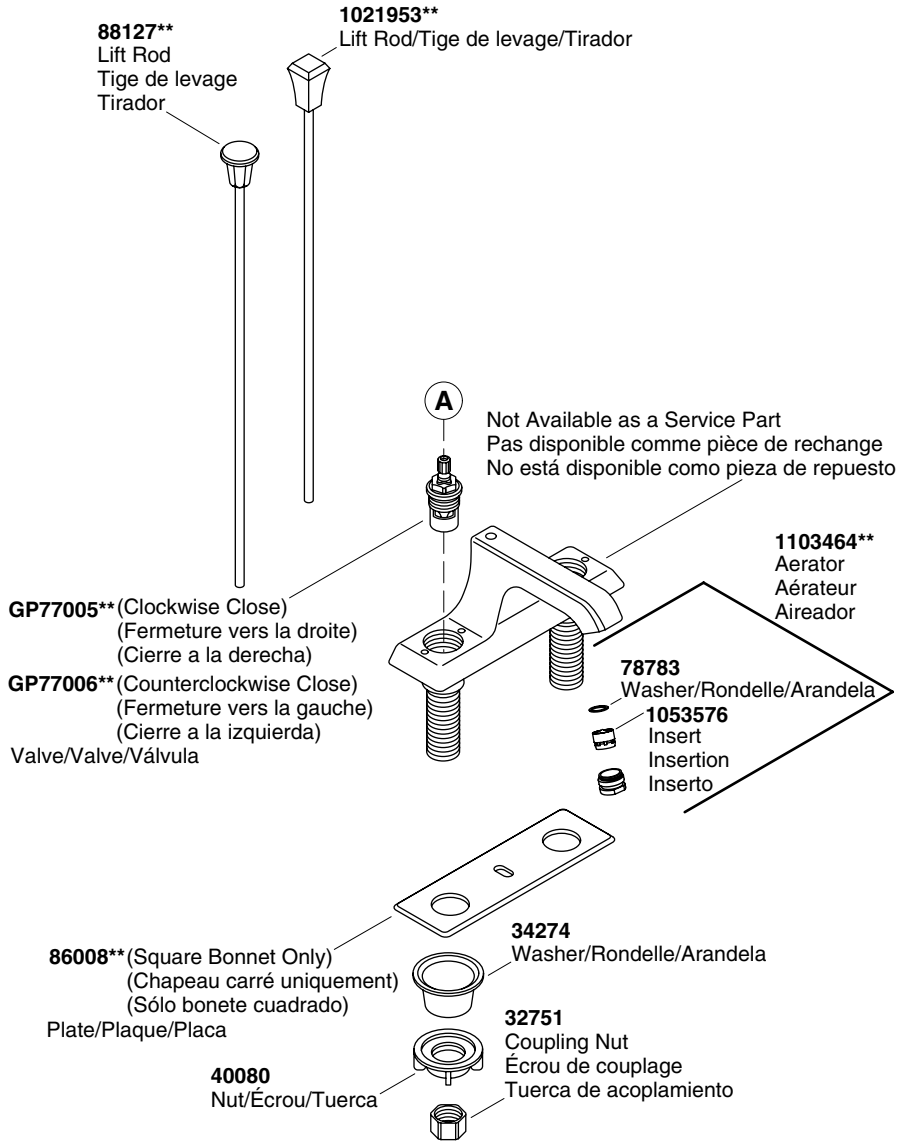 88127**
Lift Rod
Tige de levage
Tirador
1021953**
Lift Rod/Tige de levage/Tirador
A
Not Available as a Service Part
Pas disponible comme pièce de rechange
No está disponible como pieza de repuesto
1103464**
Aerator
Aérateur
Aireador
GP77005** (Clockwise Close)
(Fermeture vers la droite)
(Cierre a la derecha)
GP77006** (Counterclockwise Close)
(Fermeture vers la gauche)
(Cierre a la izquierda)
Valve/Valve/Válvula
78783
Washer/Rondelle/Arandela
1053576
Insert
Insertion
Inserto
86008** (Square Bonnet Only)
(Chapeau carré uniquement)
(Sólo bonete cuadrado)
Plate/Plaque/Placa
34274
Washer/Rondelle/Arandela
32751
Coupling Nut
Écrou de couplage
Tuerca de acoplamiento
40080
Nut/Écrou/Tuerca